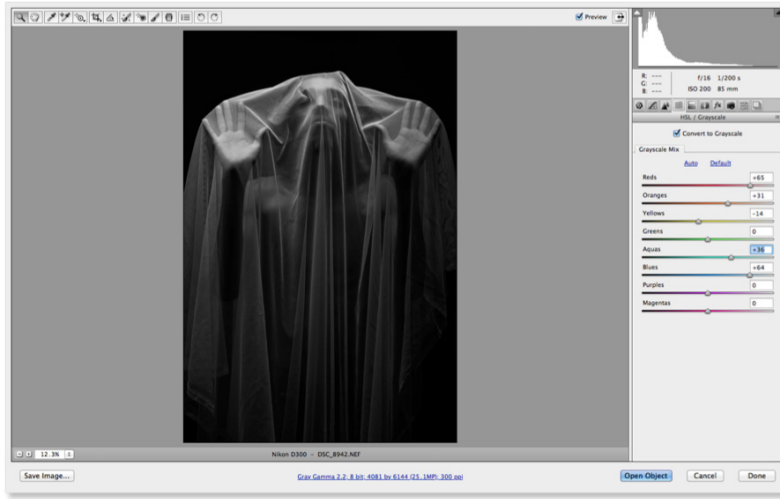 Preview
R: ---
G: ---
B: ---
f/16 1/200 s
ISO 200 85 mm
HSL / Grayscale
Convert to Grayscale
Grayscale Mix
Auto Default
Reds +65
Oranges +31
Yellows -14
Greens 0
Aquas +36
Blues +64
Purples 0
Magentas 0
12.3%
Nikon D300 - DSC_8942.NEF
Save Image...
Gray Gamma 2.2; 8 bit; 4081 by 6144 (25.1MP); 300 ppi
Open Object
Cancel
Done